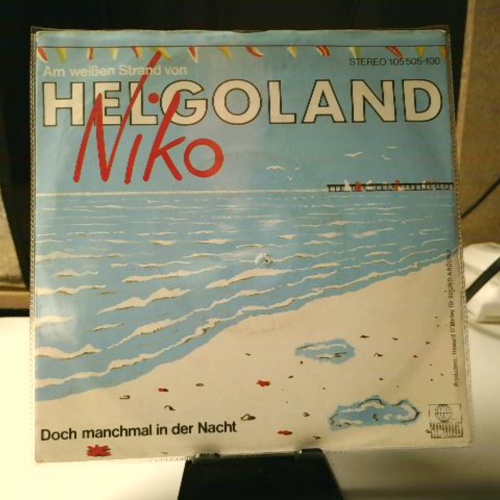 STEREO 105 505-100
Am weißen Strand von
HELGOLAND
Niko
Doch manchmal in der Nacht